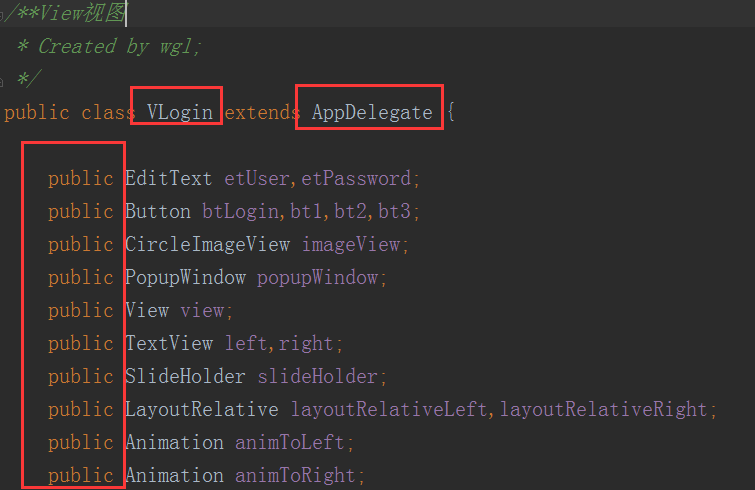 /**View视图
* Created by wgl;
*/
public class VLogin extends AppDelegate {
public EditText etUser,etPassword;
public Button btLogin,bt1,bt2,bt3;
public CircleImageView imageView;
public PopupWindow popupWindow;
public View view;
public TextView left,right;
public SlideHolder slideHolder;
public LayoutRelative layoutRelativeLeft,layoutRelativeRight;
public Animation animToLeft;
public Animation animToRight;